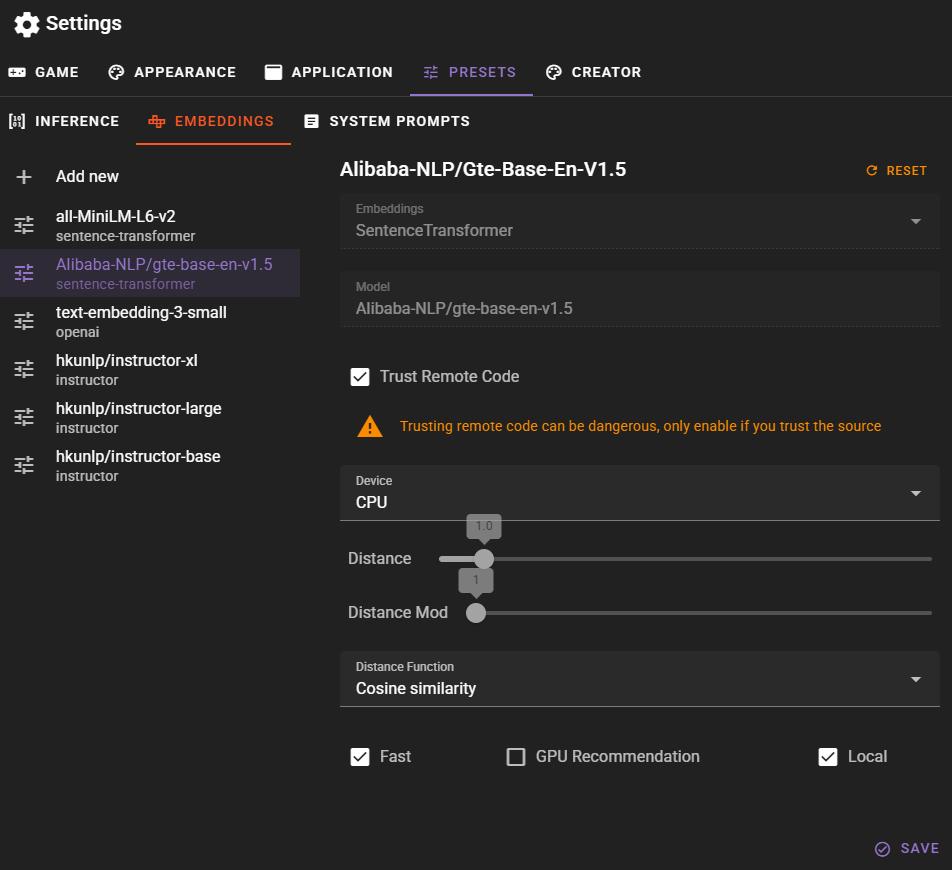 Settings
GAME
APPEARANCE
APPLICATION
PRESETS
CREATOR
INFERENCE
EMBEDDINGS
SYSTEM PROMPTS
Add new
all-MiniLM-L6-v2
sentence-transformer
Alibaba-NLP/gte-base-en-v1.5
sentence-transformer
text-embedding-3-small
openai
hkunlp/instructor-xl
instructor
hkunlp/instructor-large
instructor
hkunlp/instructor-base
instructor
Alibaba-NLP/Gte-Base-En-V1.5
RESET
Embeddings
SentenceTransformer
Model
Alibaba-NLP/gte-base-en-v1.5
Trust Remote Code
Trusting remote code can be dangerous, only enable if you trust the source
Device
CPU
1.0
Distance
1
Distance Mod
Distance Function
Cosine similarity
Fast
GPU Recommendation
Local
SAVE